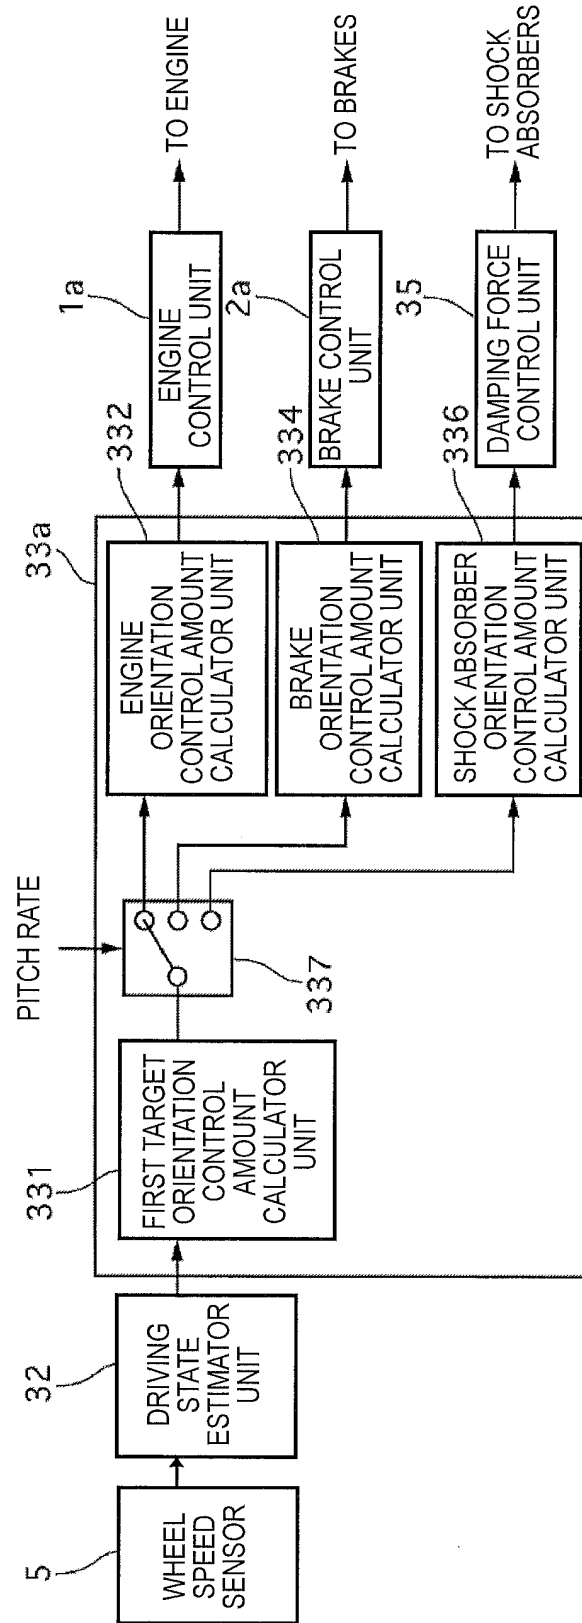 5
WHEEL
SPEED
SENSOR
32
DRIVING
STATE
ESTIMATOR
UNIT
33a
331
FIRST TARGET
ORIENTATION
CONTROL
AMOUNT
CALCULATOR
UNIT
PITCH RATE
337
332
ENGINE
ORIENTATION
CONTROL AMOUNT
CALCULATOR UNIT
334
BRAKE
ORIENTATION
CONTROL AMOUNT
CALCULATOR UNIT
336
SHOCK ABSORBER
ORIENTATION
CONTROL AMOUNT
CALCULATOR UNIT
1a
ENGINE
CONTROL UNIT
TO ENGINE
2a
BRAKE CONTROL
UNIT
TO BRAKES
35
DAMPING FORCE
CONTROL UNIT
TO SHOCK
ABSORBERS